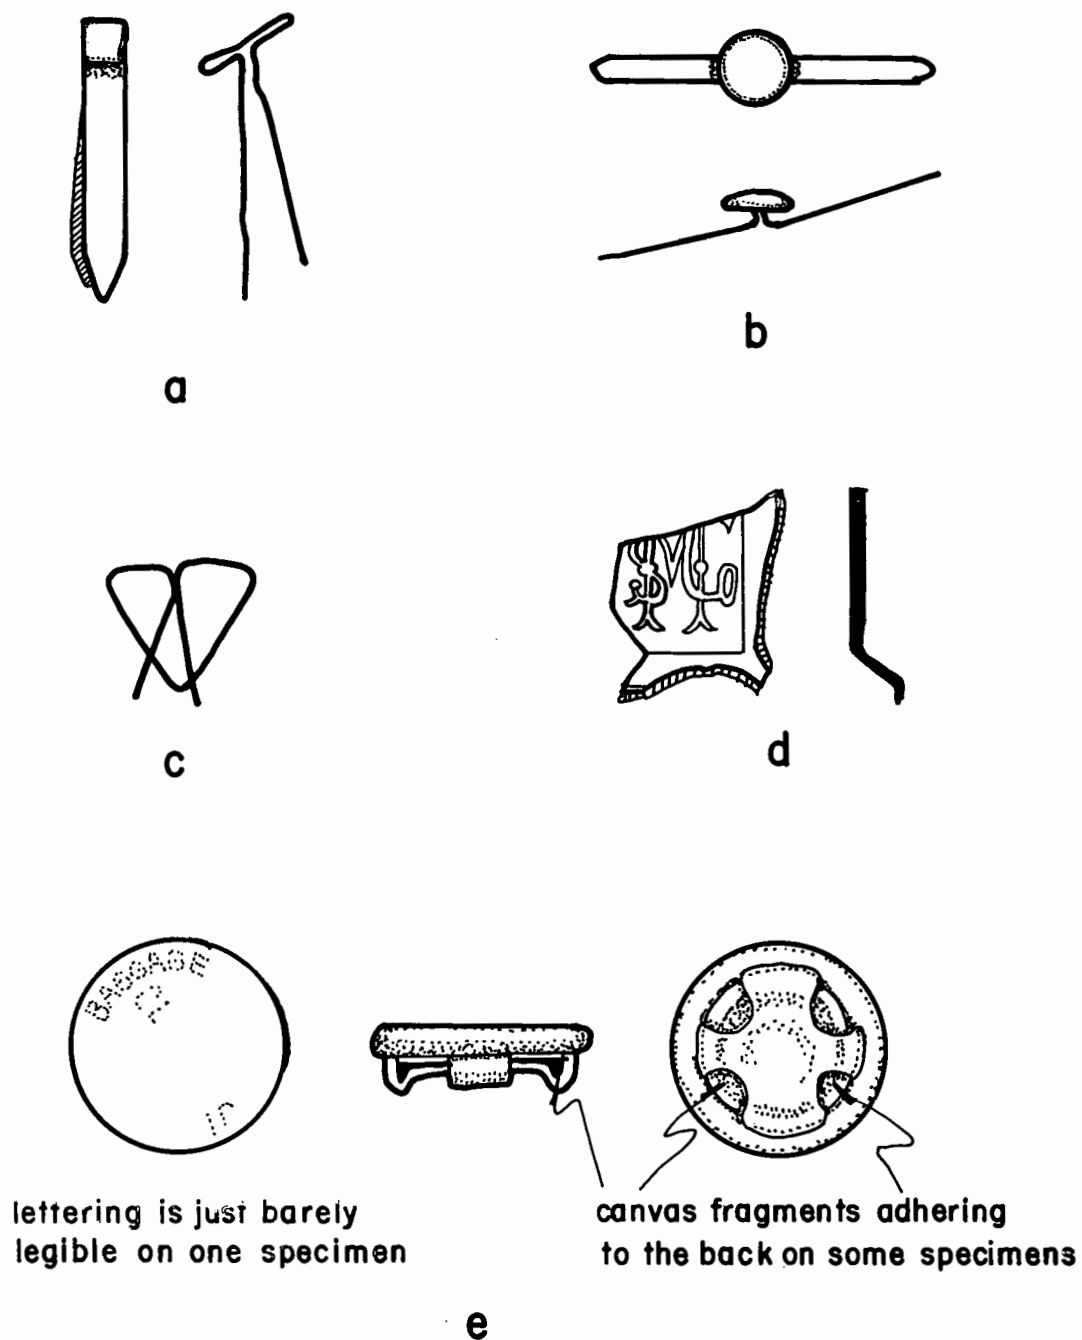 a
b
c
d
BAGGAGE
lettering is just barely
legible on one specimen
canvas fragments adhering
to the back on some specimens
e